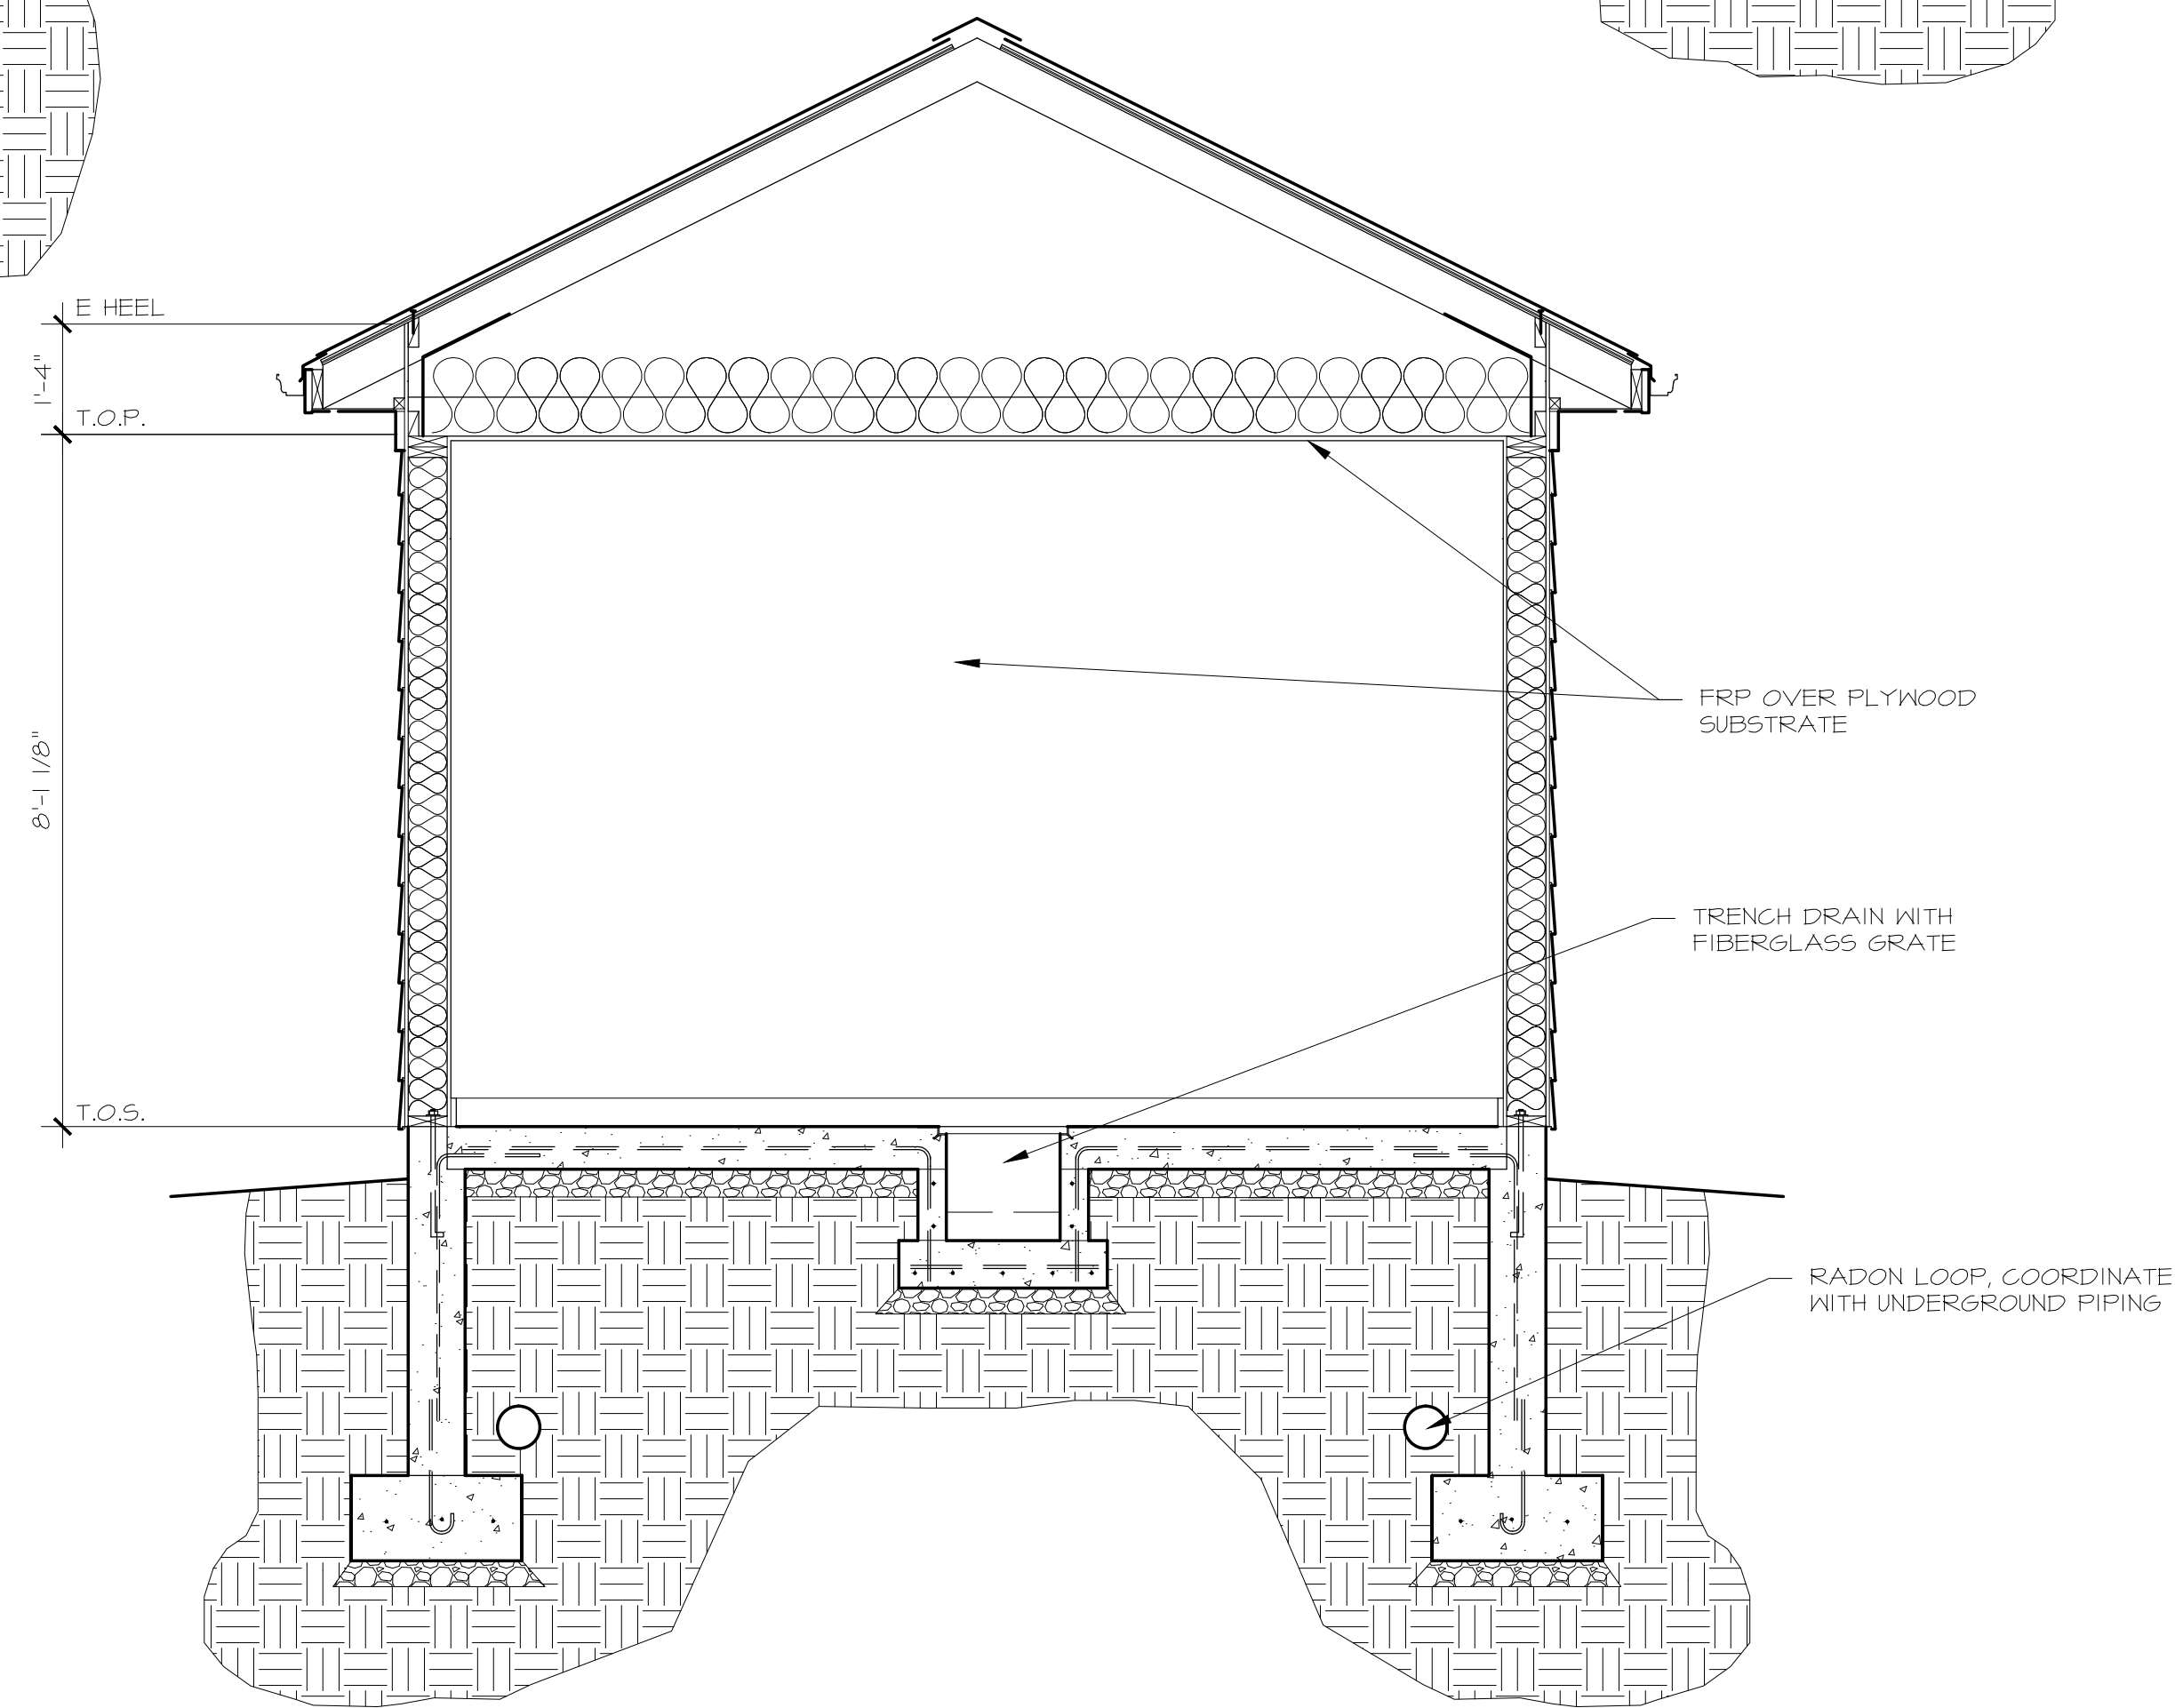 E HEEL
1'-4"
T.O.P.
8'-1 1/8"
T.O.S.
FRP OVER PLYWOOD
SUBSTRATE
TRENCH DRAIN WITH
FIBERGLASS GRATE
RADON LOOP, COORDINATE
WITH UNDERGROUND PIPING